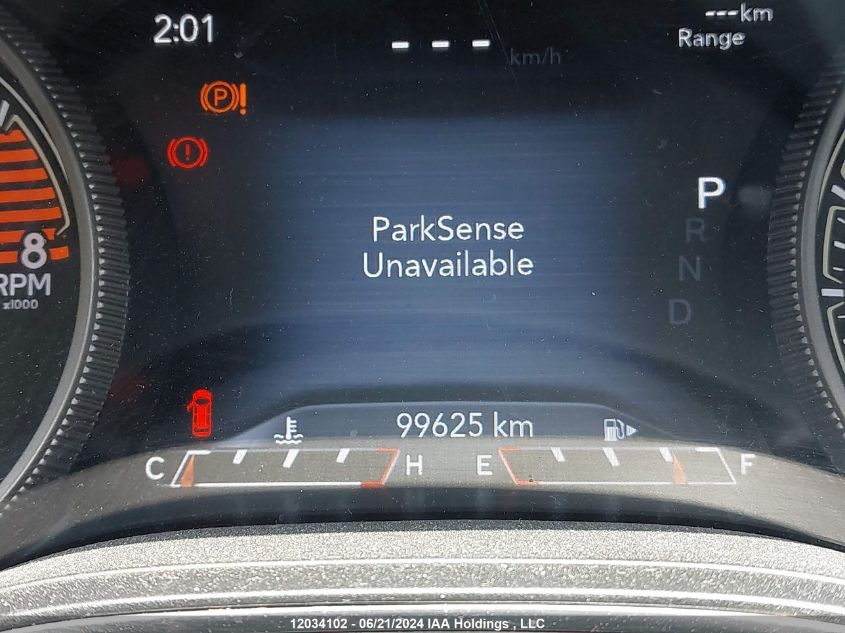 2:01
---km
Range
--- km/h
P
!
!
P
R
N
D
ParkSense
Unavailable
8
RPM
x1000
99625 km
C
H
E
F
12034102 - 06/21/2024 IAA Holdings , LLC